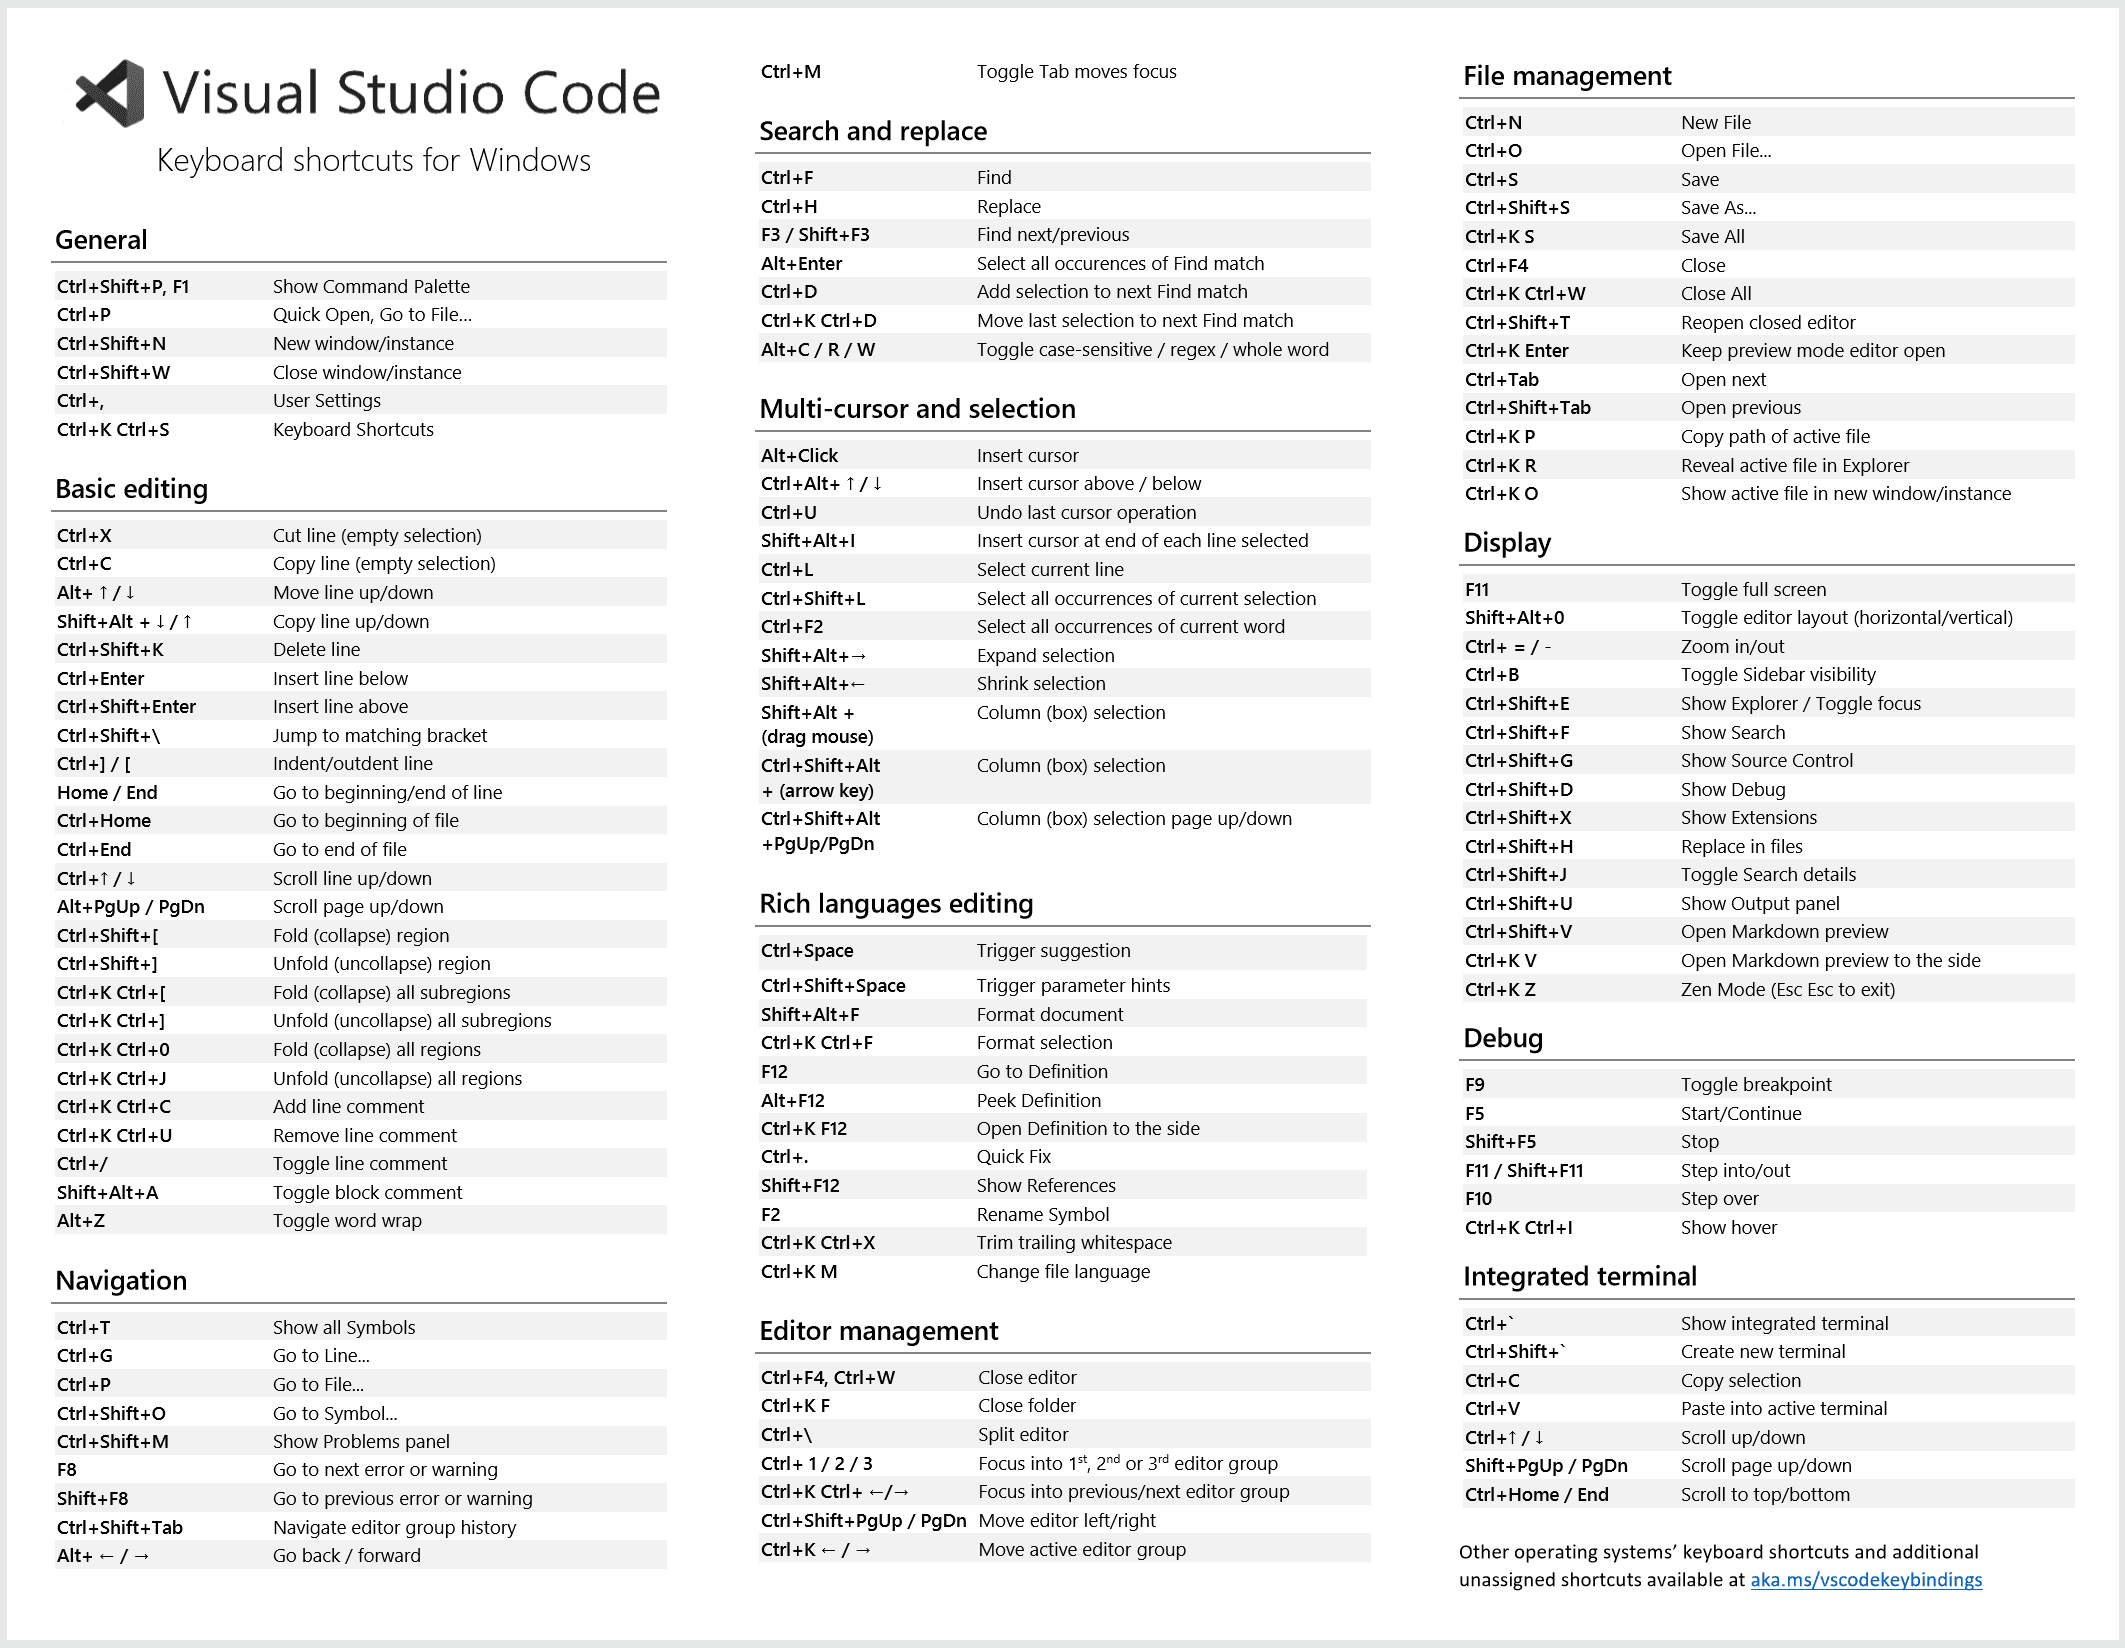 Visual Studio Code
Keyboard shortcuts for Windows
General
Ctrl+Shift+P, F1 Show Command Palette
Ctrl+P Quick Open, Go to File…
Ctrl+Shift+N New window/instance
Ctrl+Shift+W Close window/instance
Ctrl+, User Settings
Ctrl+K Ctrl+S Keyboard Shortcuts
Basic editing
Ctrl+X Cut line (empty selection)
Ctrl+C Copy line (empty selection)
Alt+ ↑ / ↓ Move line up/down
Shift+Alt + ↓ / ↑ Copy line up/down
Ctrl+Shift+K Delete line
Ctrl+Enter Insert line below
Ctrl+Shift+Enter Insert line above
Ctrl+Shift+\ Jump to matching bracket
Ctrl+] / [ Indent/outdent line
Home / End Go to beginning/end of line
Ctrl+Home Go to beginning of file
Ctrl+End Go to end of file
Ctrl+↑ / ↓ Scroll line up/down
Alt+PgUp / PgDn Scroll page up/down
Ctrl+Shift+[ Fold (collapse) region
Ctrl+Shift+] Unfold (uncollapse) region
Ctrl+K Ctrl+[ Fold (collapse) all subregions
Ctrl+K Ctrl+] Unfold (uncollapse) all subregions
Ctrl+K Ctrl+0 Fold (collapse) all regions
Ctrl+K Ctrl+J Unfold (uncollapse) all regions
Ctrl+K Ctrl+C Add line comment
Ctrl+K Ctrl+U Remove line comment
Ctrl+/ Toggle line comment
Shift+Alt+A Toggle block comment
Alt+Z Toggle word wrap
Navigation
Ctrl+T Show all Symbols
Ctrl+G Go to Line...
Ctrl+P Go to File...
Ctrl+Shift+O Go to Symbol...
Ctrl+Shift+M Show Problems panel
F8 Go to next error or warning
Shift+F8 Go to previous error or warning
Ctrl+Shift+Tab Navigate editor group history
Alt+ ← / → Go back / forward
Ctrl+M Toggle Tab moves focus
Search and replace
Ctrl+F Find
Ctrl+H Replace
F3 / Shift+F3 Find next/previous
Alt+Enter Select all occurences of Find match
Ctrl+D Add selection to next Find match
Ctrl+K Ctrl+D Move last selection to next Find match
Alt+C / R / W Toggle case-sensitive / regex / whole word
Multi-cursor and selection
Alt+Click Insert cursor
Ctrl+Alt+ ↑ / ↓ Insert cursor above / below
Ctrl+U Undo last cursor operation
Shift+Alt+I Insert cursor at end of each line selected
Ctrl+L Select current line
Ctrl+Shift+L Select all occurrences of current selection
Ctrl+F2 Select all occurrences of current word
Shift+Alt+→ Expand selection
Shift+Alt+← Shrink selection
Shift+Alt + Column (box) selection
(drag mouse)
Ctrl+Shift+Alt Column (box) selection
+ (arrow key)
Ctrl+Shift+Alt Column (box) selection page up/down
+PgUp/PgDn
Rich languages editing
Ctrl+Space Trigger suggestion
Ctrl+Shift+Space Trigger parameter hints
Shift+Alt+F Format document
Ctrl+K Ctrl+F Format selection
F12 Go to Definition
Alt+F12 Peek Definition
Ctrl+K F12 Open Definition to the side
Ctrl+. Quick Fix
Shift+F12 Show References
F2 Rename Symbol
Ctrl+K Ctrl+X Trim trailing whitespace
Ctrl+K M Change file language
Editor management
Ctrl+F4, Ctrl+W Close editor
Ctrl+K F Close folder
Ctrl+\ Split editor
Ctrl+ 1 / 2 / 3 Focus into 1st, 2nd or 3rd editor group
Ctrl+K Ctrl+ ←/→ Focus into previous/next editor group
Ctrl+Shift+PgUp / PgDn Move editor left/right
Ctrl+K ← / → Move active editor group
File management
Ctrl+N New File
Ctrl+O Open File...
Ctrl+S Save
Ctrl+Shift+S Save As...
Ctrl+K S Save All
Ctrl+F4 Close
Ctrl+K Ctrl+W Close All
Ctrl+Shift+T Reopen closed editor
Ctrl+K Enter Keep preview mode editor open
Ctrl+Tab Open next
Ctrl+Shift+Tab Open previous
Ctrl+K P Copy path of active file
Ctrl+K R Reveal active file in Explorer
Ctrl+K O Show active file in new window/instance
Display
F11 Toggle full screen
Shift+Alt+0 Toggle editor layout (horizontal/vertical)
Ctrl+ = / - Zoom in/out
Ctrl+B Toggle Sidebar visibility
Ctrl+Shift+E Show Explorer / Toggle focus
Ctrl+Shift+F Show Search
Ctrl+Shift+G Show Source Control
Ctrl+Shift+D Show Debug
Ctrl+Shift+X Show Extensions
Ctrl+Shift+H Replace in files
Ctrl+Shift+J Toggle Search details
Ctrl+Shift+U Show Output panel
Ctrl+Shift+V Open Markdown preview
Ctrl+K V Open Markdown preview to the side
Ctrl+K Z Zen Mode (Esc Esc to exit)
Debug
F9 Toggle breakpoint
F5 Start/Continue
Shift+F5 Stop
F11 / Shift+F11 Step into/out
F10 Step over
Ctrl+K Ctrl+I Show hover
Integrated terminal
Ctrl+` Show integrated terminal
Ctrl+Shift+` Create new terminal
Ctrl+C Copy selection
Ctrl+V Paste into active terminal
Ctrl+↑ / ↓ Scroll up/down
Shift+PgUp / PgDn Scroll page up/down
Ctrl+Home / End Scroll to top/bottom
Other operating systems’ keyboard shortcuts and additional
unassigned shortcuts available at aka.ms/vscodekeybindings